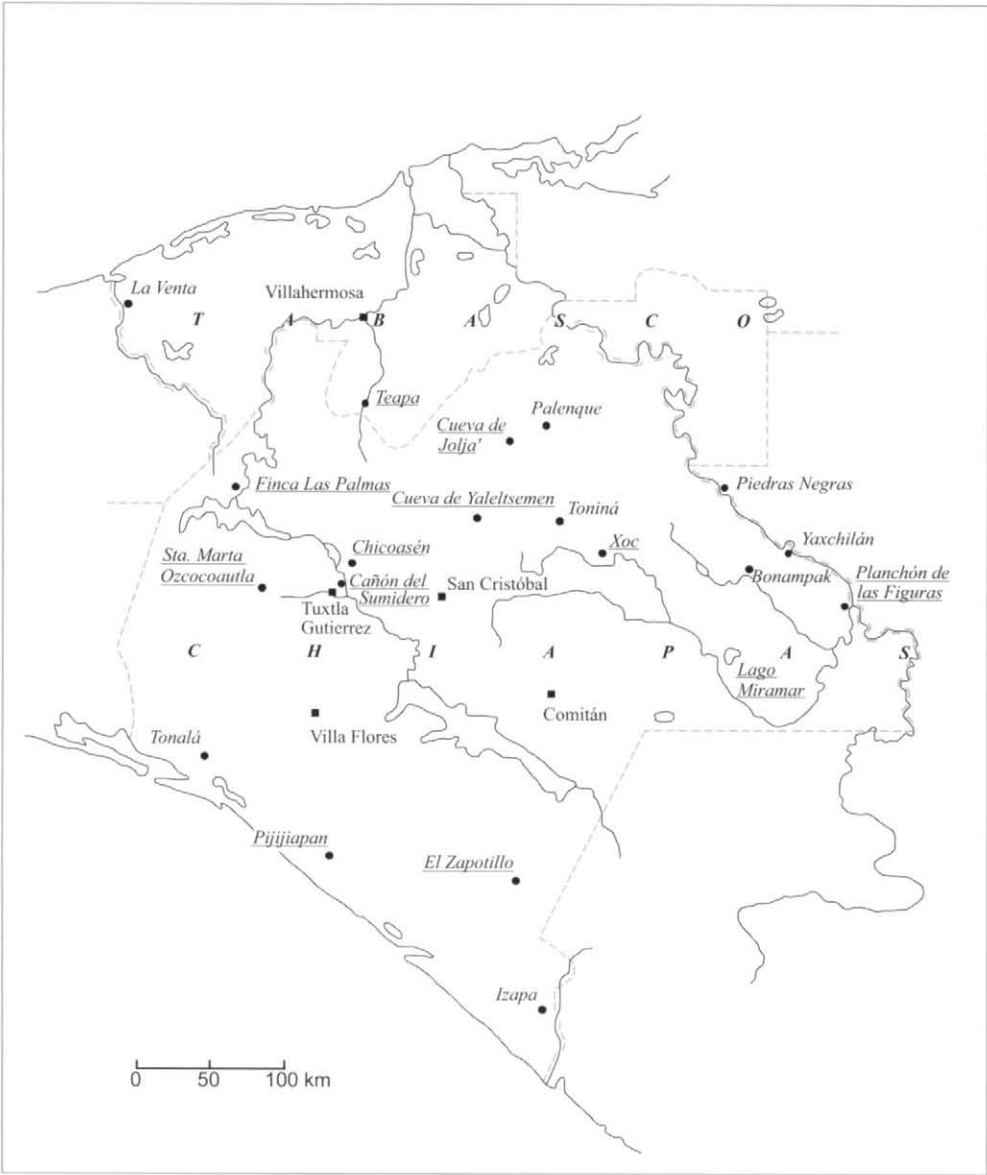 La Venta
Villahermosa
T A B A S C O
Teapa
Palenque
Cueva de
Jolja'
Finca Las Palmas
Piedras Negras
Cueva de Yaleltsemen
Toniná
Sta. Marta
Ozcocoautla
Chicoasén
Xoc
Yaxchilán
Cañón del
Sumidero
San Cristóbal
Bonampak
Planchón de
las Figuras
Tuxtla
Gutierrez
C H I A P A S
Lago
Miramar
Villa Flores
Comitán
Tonalá
Pijijiapan
El Zapotillo
Izapa
0 50 100 km